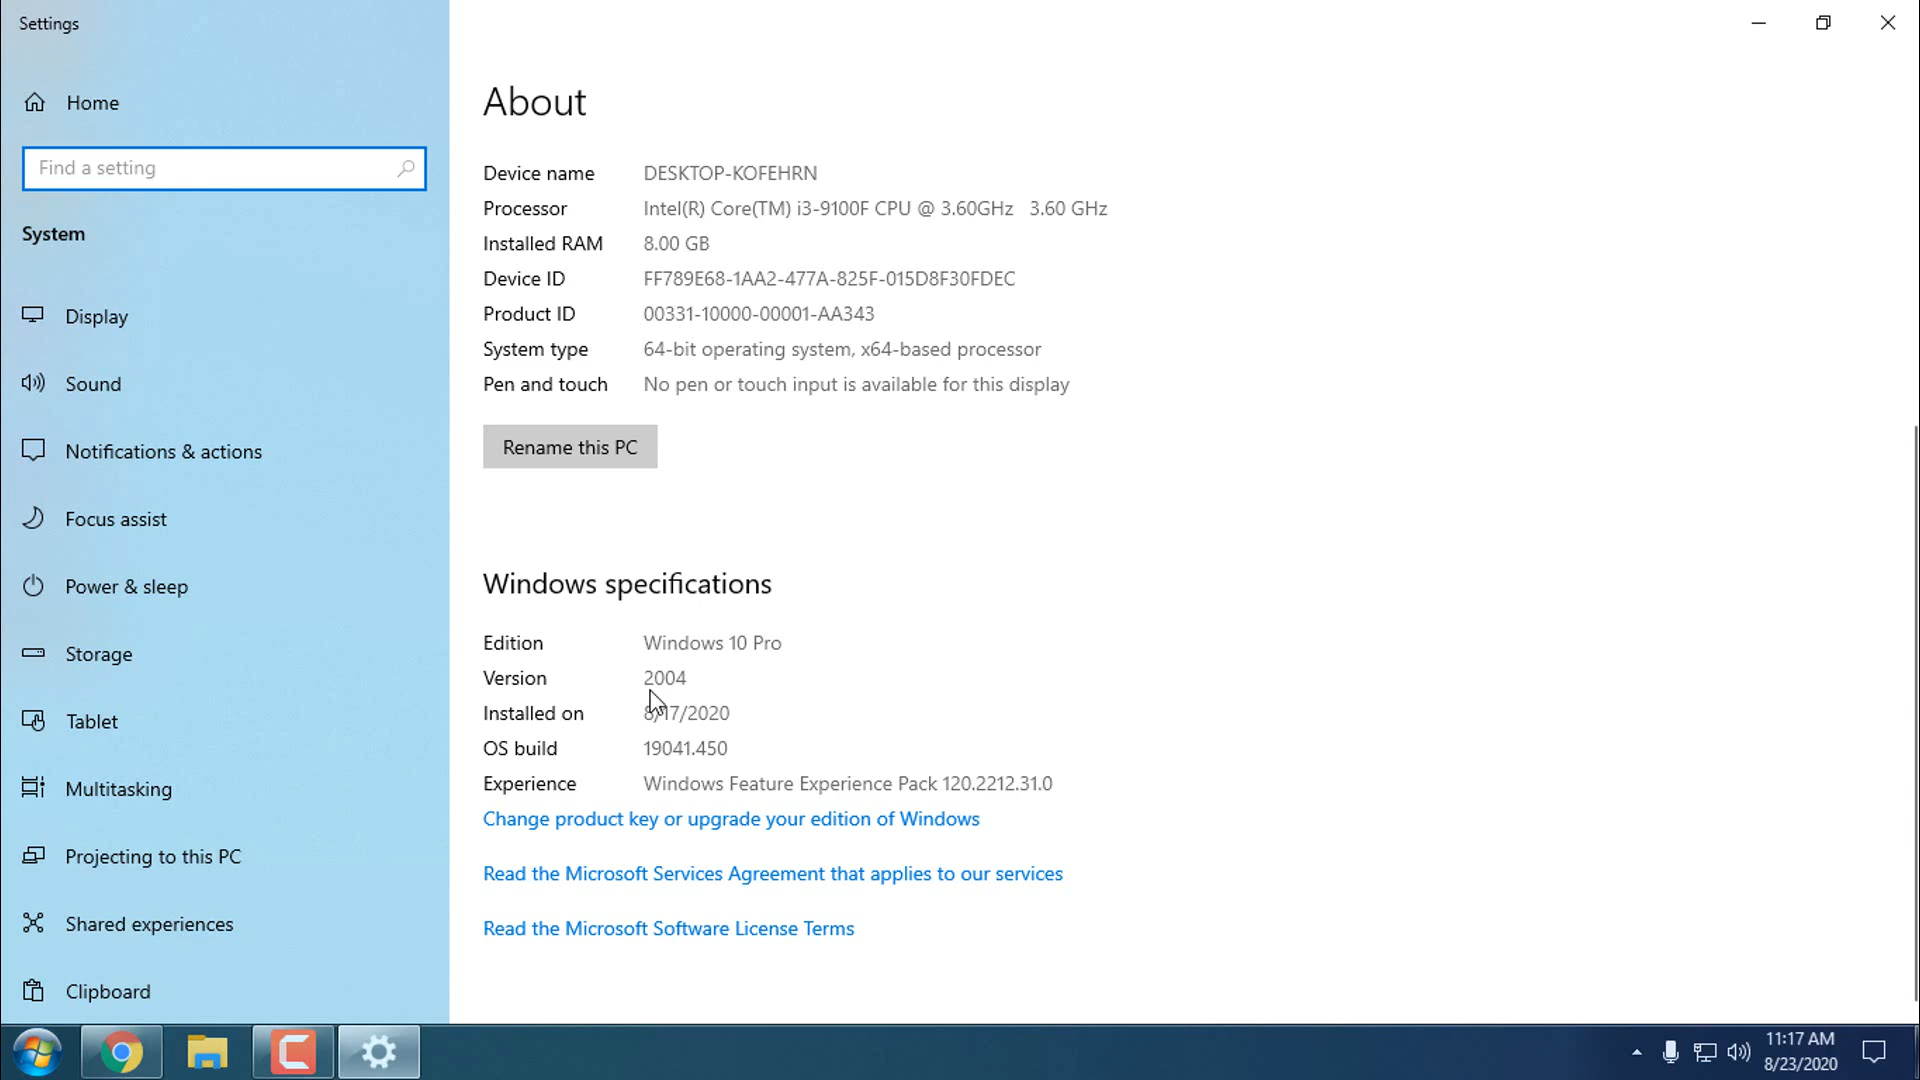 Settings
Home
Find a setting
System
Display
Sound
Notifications & actions
Focus assist
Power & sleep
Storage
Tablet
Multitasking
Projecting to this PC
Shared experiences
Clipboard
About
Device name DESKTOP-KOFEHRN
Processor Intel(R) Core(TM) i3-9100F CPU @ 3.60GHz 3.60 GHz
Installed RAM 8.00 GB
Device ID FF789E68-1AA2-477A-825F-015D8F30FDEC
Product ID 00331-10000-00001-AA343
System type 64-bit operating system, x64-based processor
Pen and touch No pen or touch input is available for this display
Rename this PC
Windows specifications
Edition Windows 10 Pro
Version 2004
Installed on 8/17/2020
OS build 19041.450
Experience Windows Feature Experience Pack 120.2212.31.0
Change product key or upgrade your edition of Windows
Read the Microsoft Services Agreement that applies to our services
Read the Microsoft Software License Terms
11:17 AM
8/23/2020